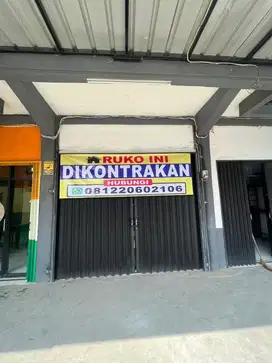 RUKO INI
DIKONTRAKAN
HUBUNGI
081220602106